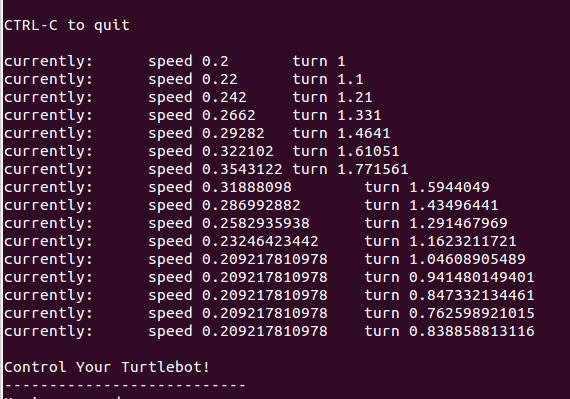 CTRL-C to quit
currently:	speed 0.2	turn 1
currently:	speed 0.22	turn 1.1
currently:	speed 0.242	turn 1.21
currently:	speed 0.2662	turn 1.331
currently:	speed 0.29282	turn 1.4641
currently:	speed 0.322102	turn 1.61051
currently:	speed 0.3543122	turn 1.771561
currently:	speed 0.31888098	turn 1.5944049
currently:	speed 0.286992882	turn 1.43496441
currently:	speed 0.2582935938	turn 1.291467969
currently:	speed 0.23246423442	turn 1.1623211721
currently:	speed 0.209217810978	turn 1.04608905489
currently:	speed 0.209217810978	turn 0.941480149401
currently:	speed 0.209217810978	turn 0.847332134461
currently:	speed 0.209217810978	turn 0.762598921015
currently:	speed 0.209217810978	turn 0.838858813116
Control Your Turtlebot!
---------------------------